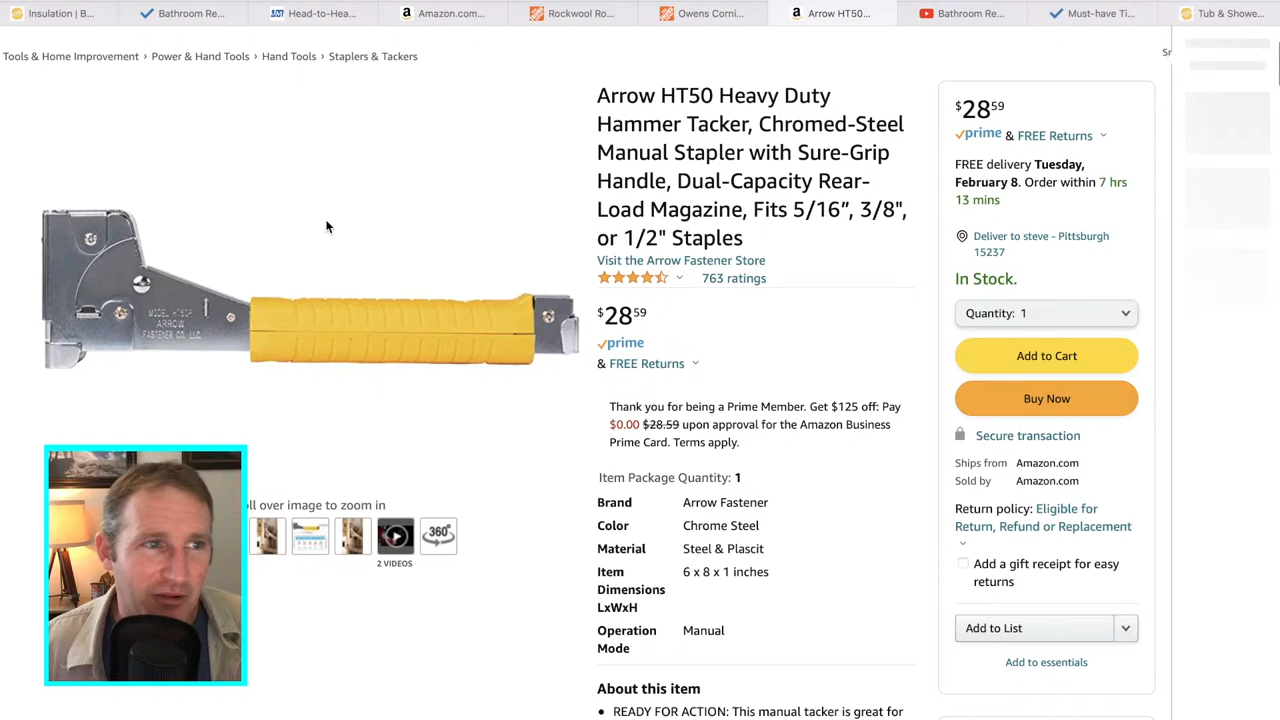 Insulation | B...
Bathroom Re...
Head-to-Hea...
Amazon.com...
Rockwool Ro...
Owens Corni...
Arrow HT50...
Bathroom Re...
Must-have Ti...
Tub & Showe...
Tools & Home Improvement › Power & Hand Tools › Hand Tools › Staplers & Tackers
MODEL HT50P
ARROW
FASTENER CO. LLC.
oll over image to zoom in
360°
2 VIDEOS
Arrow HT50 Heavy Duty
Hammer Tacker, Chromed-Steel
Manual Stapler with Sure-Grip
Handle, Dual-Capacity Rear-
Load Magazine, Fits 5/16”, 3/8",
or 1/2" Staples
Visit the Arrow Fastener Store
763 ratings
$28 59
prime
& FREE Returns
Thank you for being a Prime Member. Get $125 off: Pay
$0.00 $28.59 upon approval for the Amazon Business
Prime Card. Terms apply.
Item Package Quantity: 1
Brand Arrow Fastener
Color Chrome Steel
Material Steel & Plascit
Item 6 x 8 x 1 inches
Dimensions
LxWxH
Operation Manual
Mode
About this item
• READY FOR ACTION: This manual tacker is great for
$28 59
prime & FREE Returns
FREE delivery Tuesday,
February 8. Order within 7 hrs
13 mins
Deliver to steve - Pittsburgh
15237
In Stock.
Quantity: 1
Add to Cart
Buy Now
Secure transaction
Ships from Amazon.com
Sold by Amazon.com
Return policy: Eligible for
Return, Refund or Replacement
Add a gift receipt for easy
returns
Add to List
Add to essentials